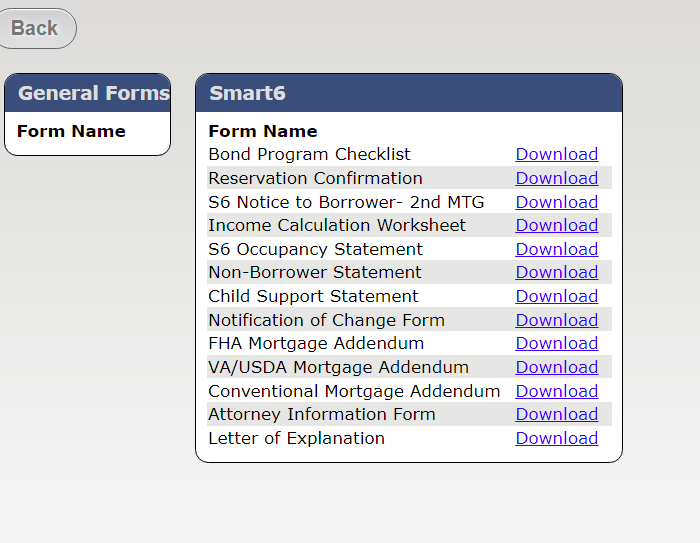 Back
General Forms
Form Name
Smart6
Form Name
Bond Program Checklist Download
Reservation Confirmation Download
S6 Notice to Borrower- 2nd MTG Download
Income Calculation Worksheet Download
S6 Occupancy Statement Download
Non-Borrower Statement Download
Child Support Statement Download
Notification of Change Form Download
FHA Mortgage Addendum Download
VA/USDA Mortgage Addendum Download
Conventional Mortgage Addendum Download
Attorney Information Form Download
Letter of Explanation Download